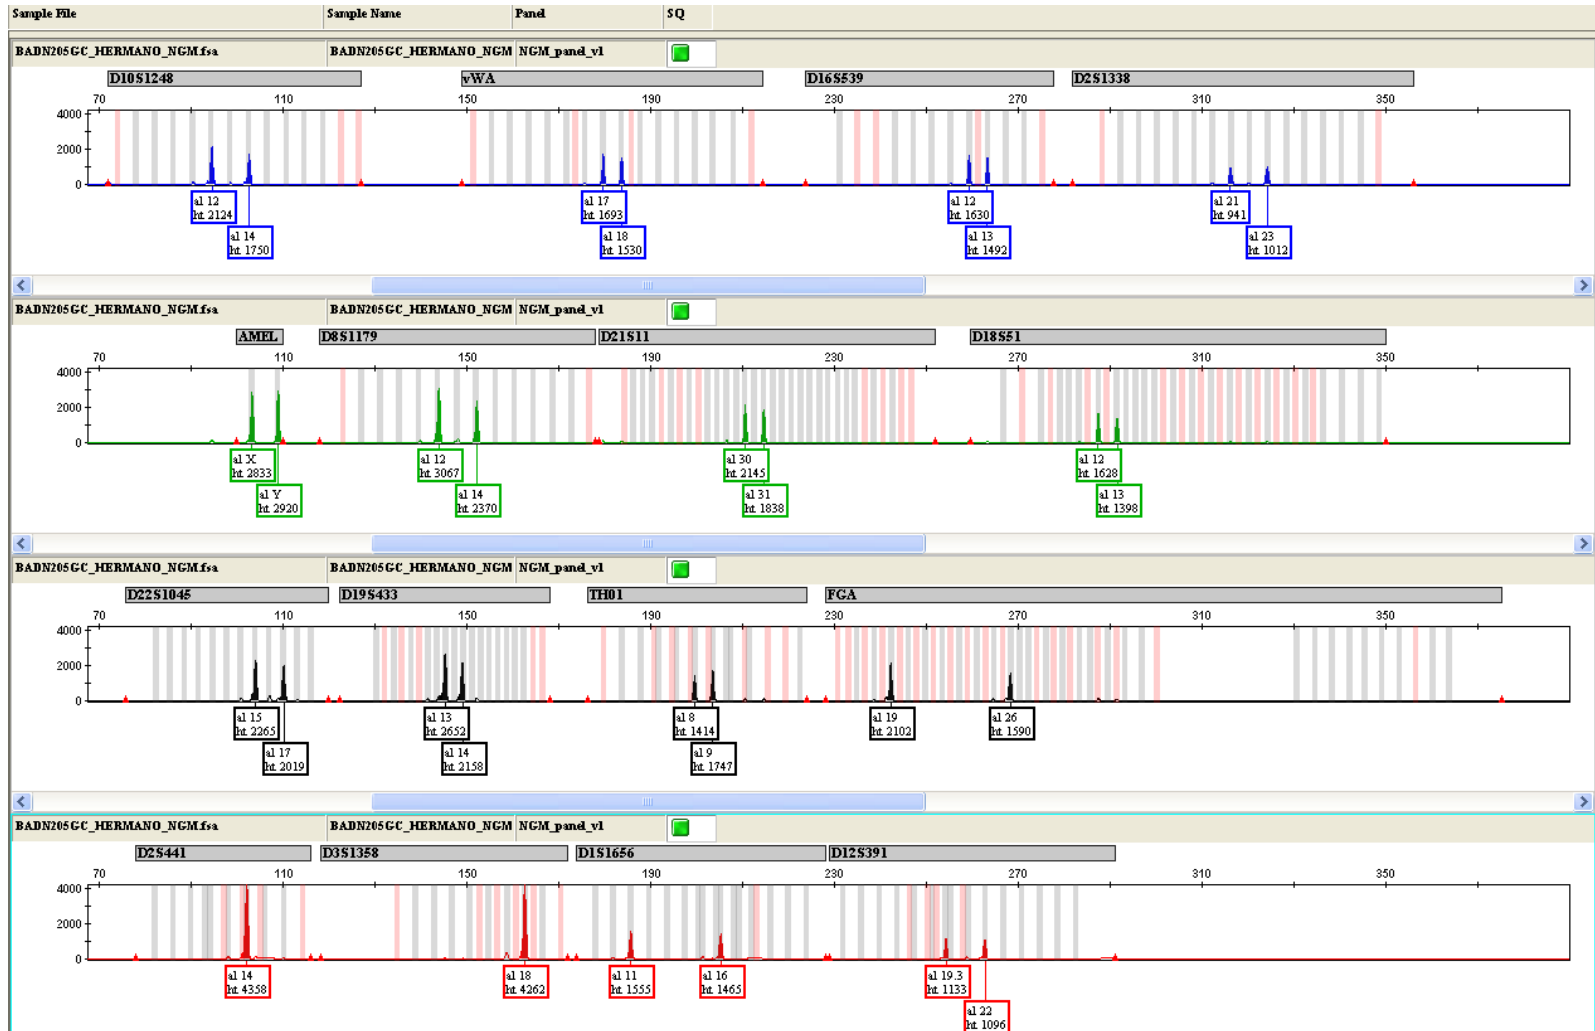 Sample File Sample Name Panel SQ
BADN205GC_HERMANO_NGM.fsa BADN205GC_HERMANO_NGM NGM_panel_v1
D10S1248 vWA D16S539 D2S1338
70 110 150 190 230 270 310 350
4000
2000
0
al 12 al 17 al 12 al 21
ht 2124 ht 1693 ht 1630 ht 941
al 14 al 18 al 13 al 23
ht 1750 ht 1530 ht 1492 ht 1012
BADN205GC_HERMANO_NGM.fsa BADN205GC_HERMANO_NGM NGM_panel_v1
AMEL D8S1179 D21S11 D18S51
70 110 150 190 230 270 310 350
4000
2000
0
al X al 12 al 30 al 12
ht 2833 ht 3067 ht 2145 ht 1628
al Y al 14 al 31 al 13
ht 2920 ht 2370 ht 1838 ht 1398
BADN205GC_HERMANO_NGM.fsa BADN205GC_HERMANO_NGM NGM_panel_v1
D22S1045 D19S433 TH01 FGA
70 110 150 190 230 270 310 350
4000
2000
0
al 15 al 13 al 8 al 19 al 26
ht 2265 ht 2652 ht 1414 ht 2102 ht 1590
al 17 al 14 al 9
ht 2019 ht 2158 ht 1747
BADN205GC_HERMANO_NGM.fsa BADN205GC_HERMANO_NGM NGM_panel_v1
D2S441 D3S1358 D1S1656 D12S391
70 110 150 190 230 270 310 350
4000
2000
0
al 14 al 18 al 11 al 16 al 19.3
ht 4358 ht 4262 ht 1555 ht 1465 ht 1133
al 22
ht 1096